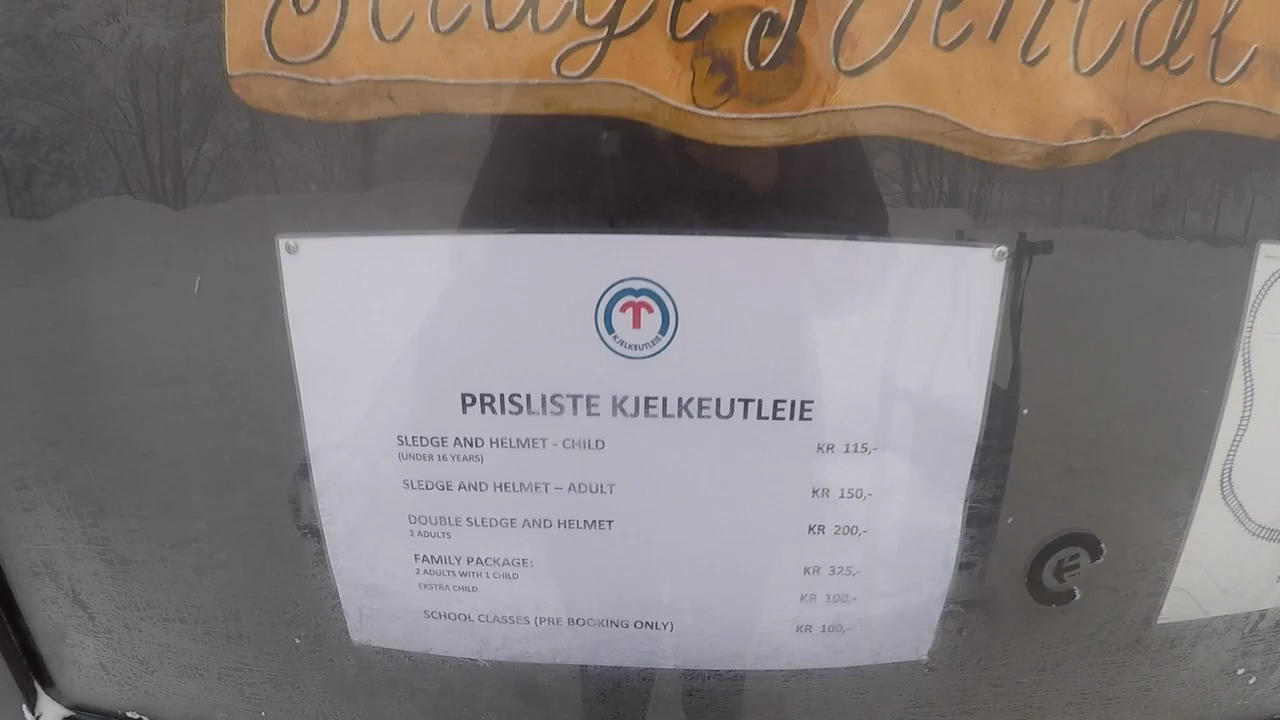 Sledge Rental
KJELKEUTLEIE
PRISLISTE KJELKEUTLEIE
SLEDGE AND HELMET - CHILD KR 115,-
(UNDER 16 YEARS)
SLEDGE AND HELMET – ADULT KR 150,-
DOUBLE SLEDGE AND HELMET KR 200,-
2 ADULTS
FAMILY PACKAGE:
2 ADULTS WITH 1 CHILD KR 325,-
EKSTRA CHILD KR 100,-
SCHOOL CLASSES (PRE BOOKING ONLY) KR 100,-